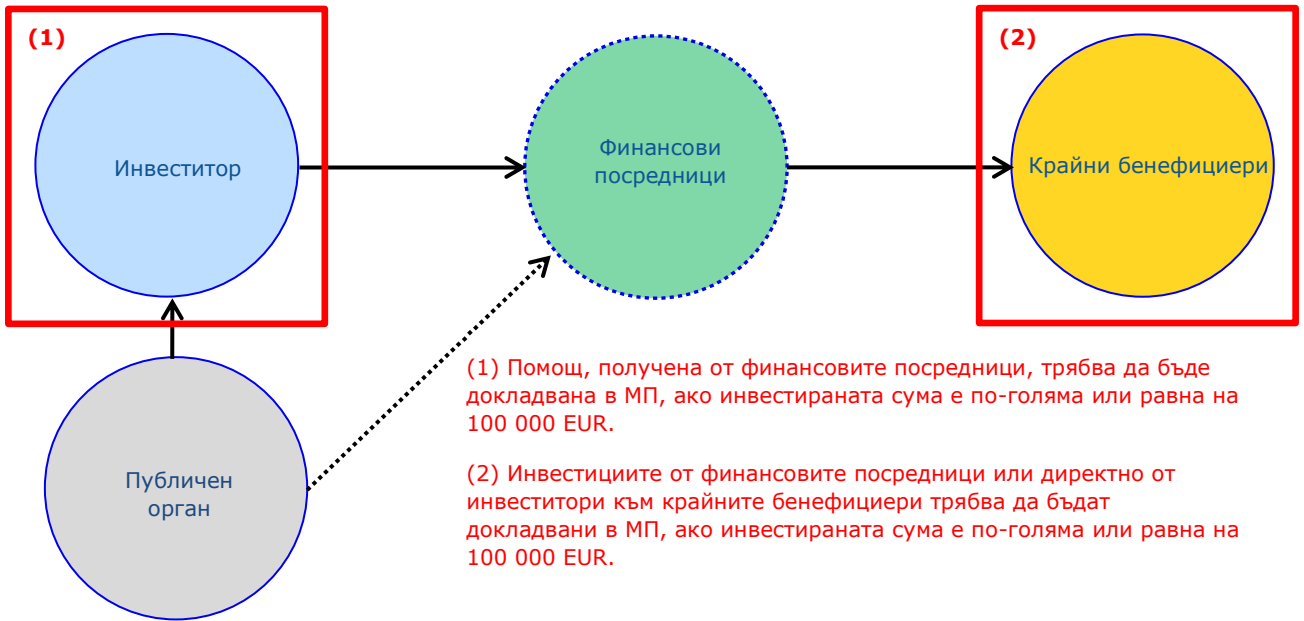 (1)
Инвеститор
Финансови
посредници
(2)
Крайни бенефициери
Публичен
орган
(1) Помощ, получена от финансовите посредници, трябва да бъде
докладвана в МП, ако инвестираната сума е по-голяма или равна на
100 000 EUR.
(2) Инвестициите от финансовите посредници или директно от
инвеститори към крайните бенефициери трябва да бъдат
докладвани в МП, ако инвестираната сума е по-голяма или равна на
100 000 EUR.